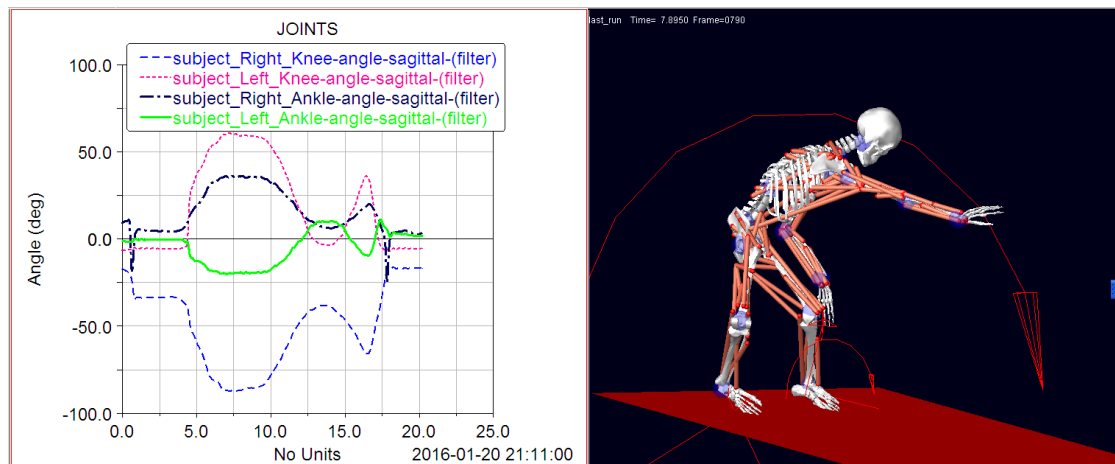 JOINTS
subject_Right_Knee-angle-sagittal-(filter)
subject_Left_Knee-angle-sagittal-(filter)
subject_Right_Ankle-angle-sagittal-(filter)
subject_Left_Ankle-angle-sagittal-(filter)
100.0
50.0
0.0
-50.0
-100.0
Angle (deg)
0.0 5.0 10.0 15.0 20.0 25.0
No Units 2016-01-20 21:11:00
last_run Time= 7.8950 Frame=0790